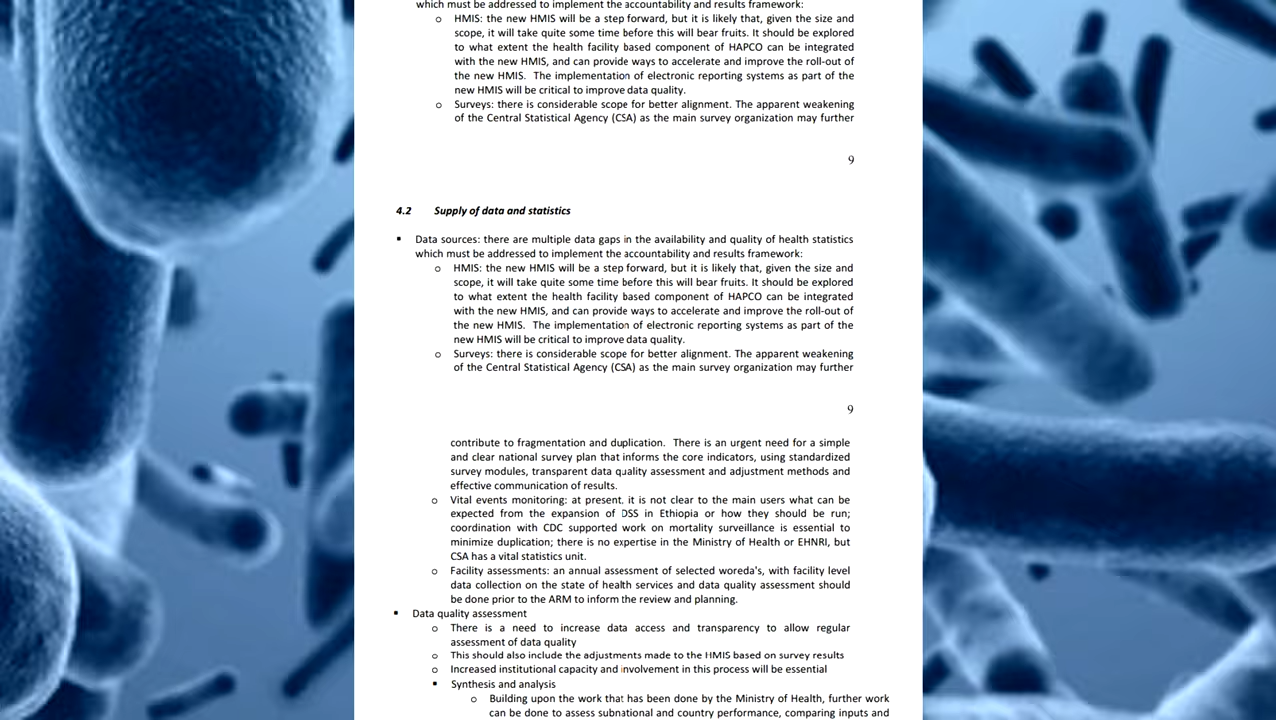 which must be addressed to implement the accountability and results framework:
o HMIS: the new HMIS will be a step forward, but it is likely that, given the size and
scope, it will take quite some time before this will bear fruits. It should be explored
to what extent the health facility based component of HAPCO can be integrated
with the new HMIS, and can provide ways to accelerate and improve the roll-out of
the new HMIS. The implementation of electronic reporting systems as part of the
new HMIS will be critical to improve data quality.
o Surveys: there is considerable scope for better alignment. The apparent weakening
of the Central Statistical Agency (CSA) as the main survey organization may further
9
4.2 Supply of data and statistics
▪ Data sources: there are multiple data gaps in the availability and quality of health statistics
which must be addressed to implement the accountability and results framework:
o HMIS: the new HMIS will be a step forward, but it is likely that, given the size and
scope, it will take quite some time before this will bear fruits. It should be explored
to what extent the health facility based component of HAPCO can be integrated
with the new HMIS, and can provide ways to accelerate and improve the roll-out of
the new HMIS. The implementation of electronic reporting systems as part of the
new HMIS will be critical to improve data quality.
o Surveys: there is considerable scope for better alignment. The apparent weakening
of the Central Statistical Agency (CSA) as the main survey organization may further
9
contribute to fragmentation and duplication. There is an urgent need for a simple
and clear national survey plan that informs the core indicators, using standardized
survey modules, transparent data quality assessment and adjustment methods and
effective communication of results.
o Vital events monitoring: at present, it is not clear to the main users what can be
expected from the expansion of DSS in Ethiopia or how they should be run;
coordination with CDC supported work on mortality surveillance is essential to
minimize duplication; there is no expertise in the Ministry of Health or EHNRI, but
CSA has a vital statistics unit.
o Facility assessments: an annual assessment of selected woreda's, with facility level
data collection on the state of health services and data quality assessment should
be done prior to the ARM to inform the review and planning.
▪ Data quality assessment
o There is a need to increase data access and transparency to allow regular
assessment of data quality
o This should also include the adjustments made to the HMIS based on survey results
o Increased institutional capacity and involvement in this process will be essential
▪ Synthesis and analysis
o Building upon the work that has been done by the Ministry of Health, further work
can be done to assess subnational and country performance, comparing inputs and